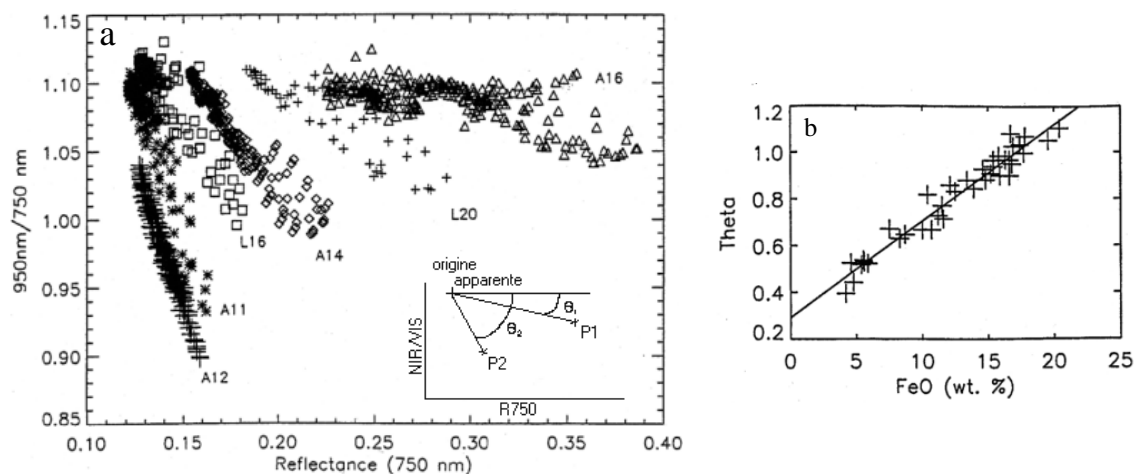 a
1.15
1.10
1.05
1.00
0.95
0.90
0.85
950nm/750 nm
0.10
0.15
0.20
0.25
0.30
0.35
0.40
Reflectance (750 nm)
A16
L20
L16
A14
A11
A12
origine
apparente
θ₁
θ₂
P1
P2
NIR/VIS
R750
b
1.2
1.0
0.8
0.6
0.4
0.2
Theta
0
5
10
15
20
25
FeO (wt. %)